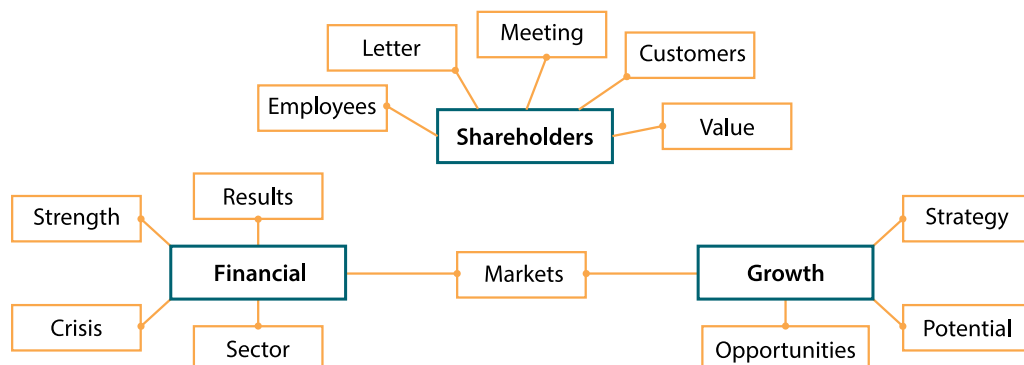 Meeting
Letter
Customers
Employees
Value
Shareholders
Results
Strength
Strategy
Financial
Markets
Growth
Crisis
Potential
Sector
Opportunities